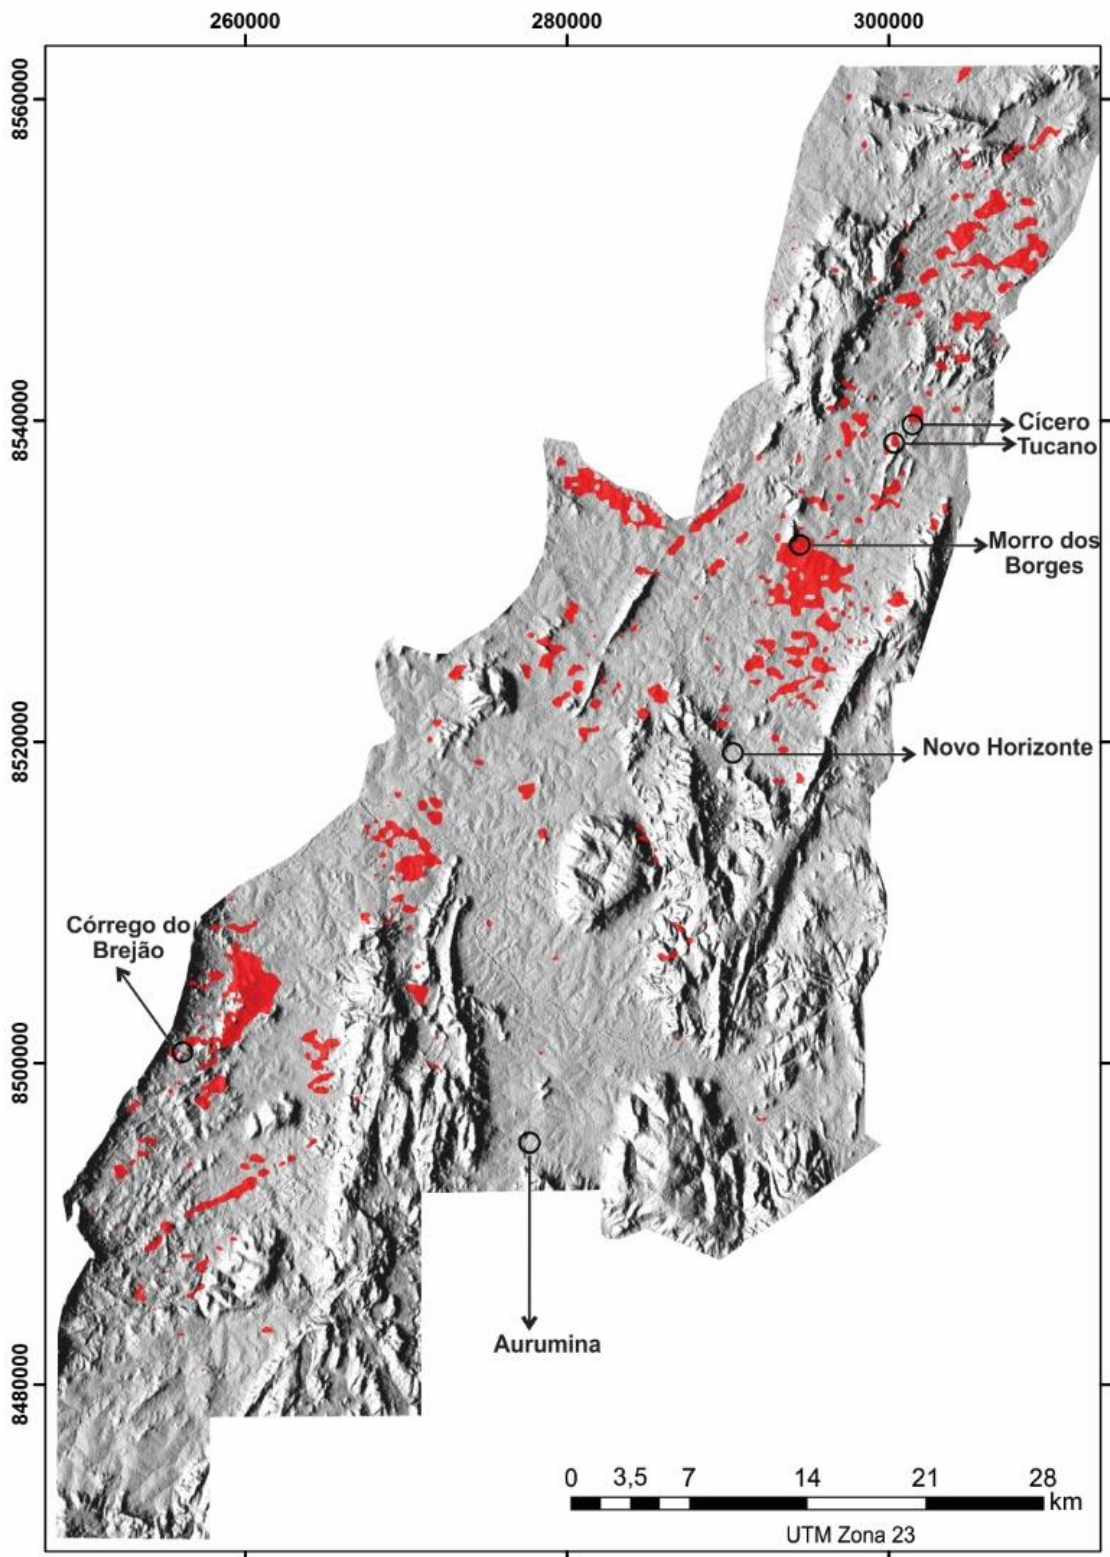 260000 280000 300000
8560000
8540000
Cícero
Tucano
Morro dos
Borges
8520000
Novo Horizonte
Córrego do
Brejão
8500000
Aurumina
8480000
0 3,5 7 14 21 28
km
UTM Zona 23